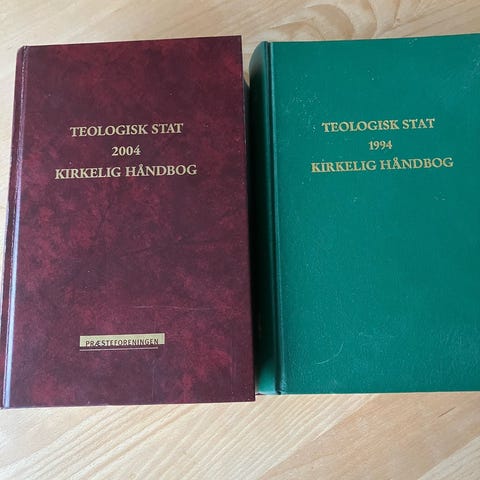 TEOLOGISK STAT
2004
KIRKELIG HÅNDBOG
PRÆSTEFORENINGEN
TEOLOGISK STAT
1994
KIRKELIG HÅNDBOG